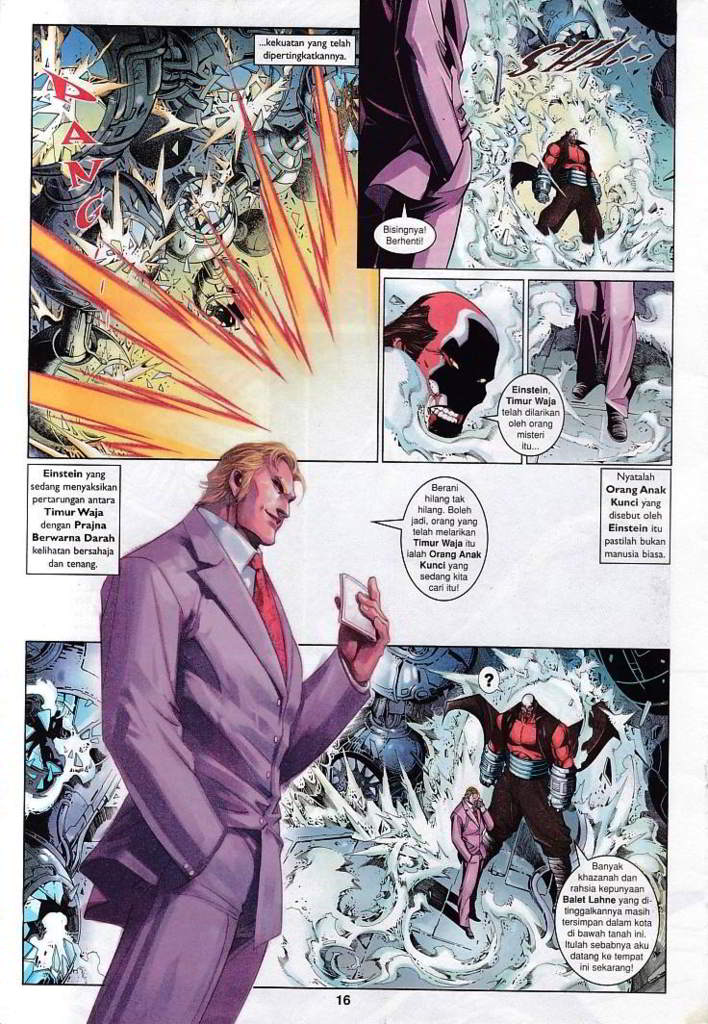 ...kekuatan yang telah
dipertingkatkannya.
PANG
SHA...
Bisingnya!
Berhenti!
Einstein,
Timur Waja
telah dilarikan
oleh orang
misteri
itu...
Einstein yang
sedang menyaksikan
pertarungan antara
Timur Waja
dengan Prajna
Berwarna Darah
kelihatan bersahaja
dan tenang.
Berani
hilang tak
hilang. Boleh
jadi, orang yang
telah melarikan
Timur Waja itu
ialah Orang Anak
Kunci yang
sedang kita
cari itu!
Nyatalah
Orang Anak
Kunci yang
disebut oleh
Einstein itu
pastilah bukan
manusia biasa.
?
Banyak
khazanah dan
rahsia kepunyaan
Balet Lahne yang di-
tinggalkannya masih
tersimpan dalam kota
di bawah tanah ini.
Itulah sebabnya aku
datang ke tempat
ini sekarang!
16